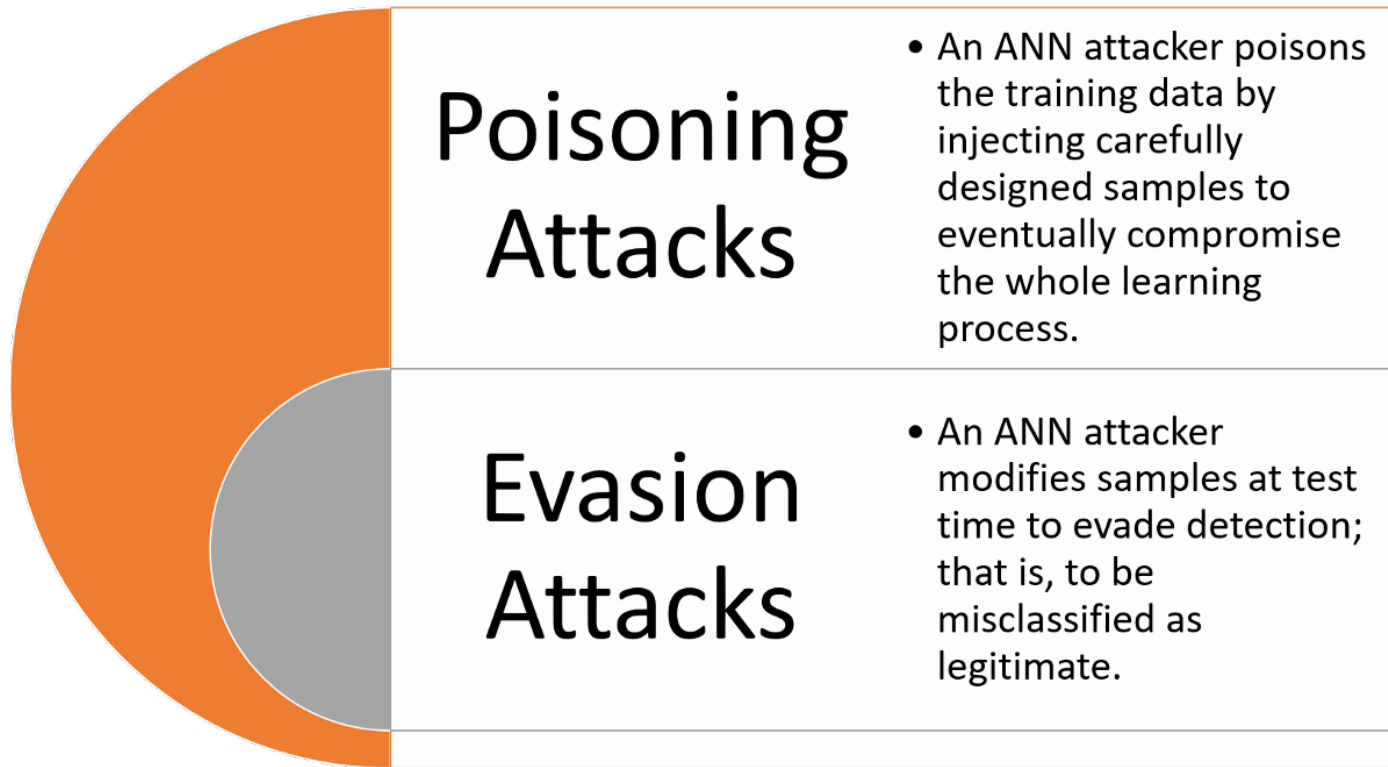 Poisoning
Attacks
• An ANN attacker poisons
the training data by
injecting carefully
designed samples to
eventually compromise
the whole learning
process.
Evasion
Attacks
• An ANN attacker
modifies samples at test
time to evade detection;
that is, to be
misclassified as
legitimate.